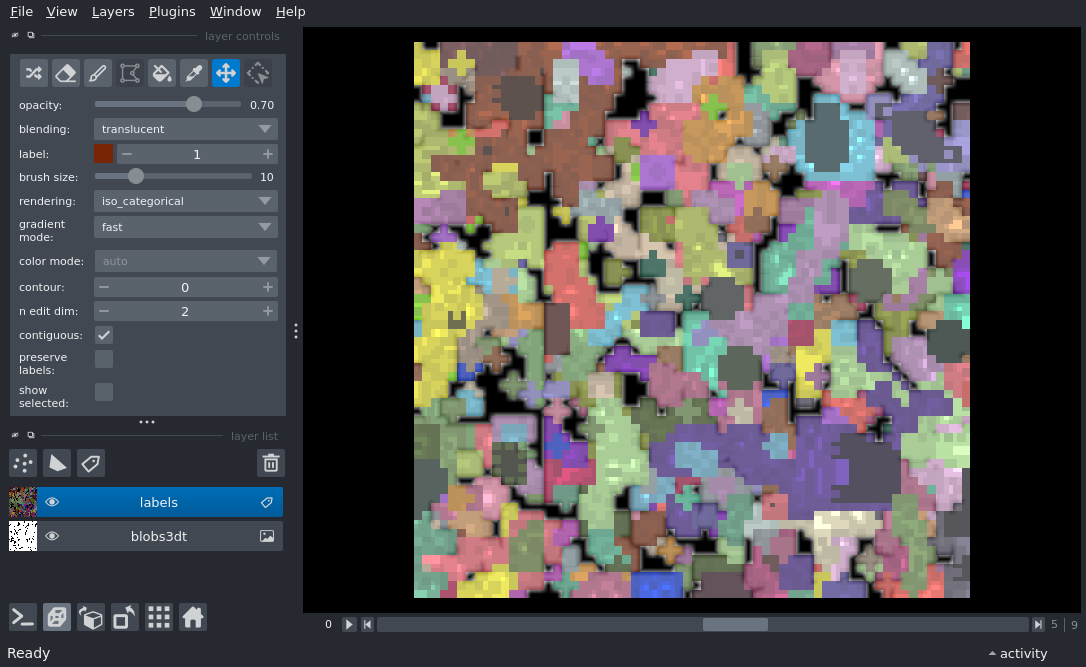 File View Layers Plugins Window Help
layer controls
opacity: 0.70
blending: translucent
label: 1
brush size: 10
rendering: iso_categorical
gradient
mode: fast
color mode: auto
contour: 0
n edit dim: 2
contiguous:
preserve
labels:
show
selected:
layer list
labels
blobs3dt
0 5 | 9
Ready activity